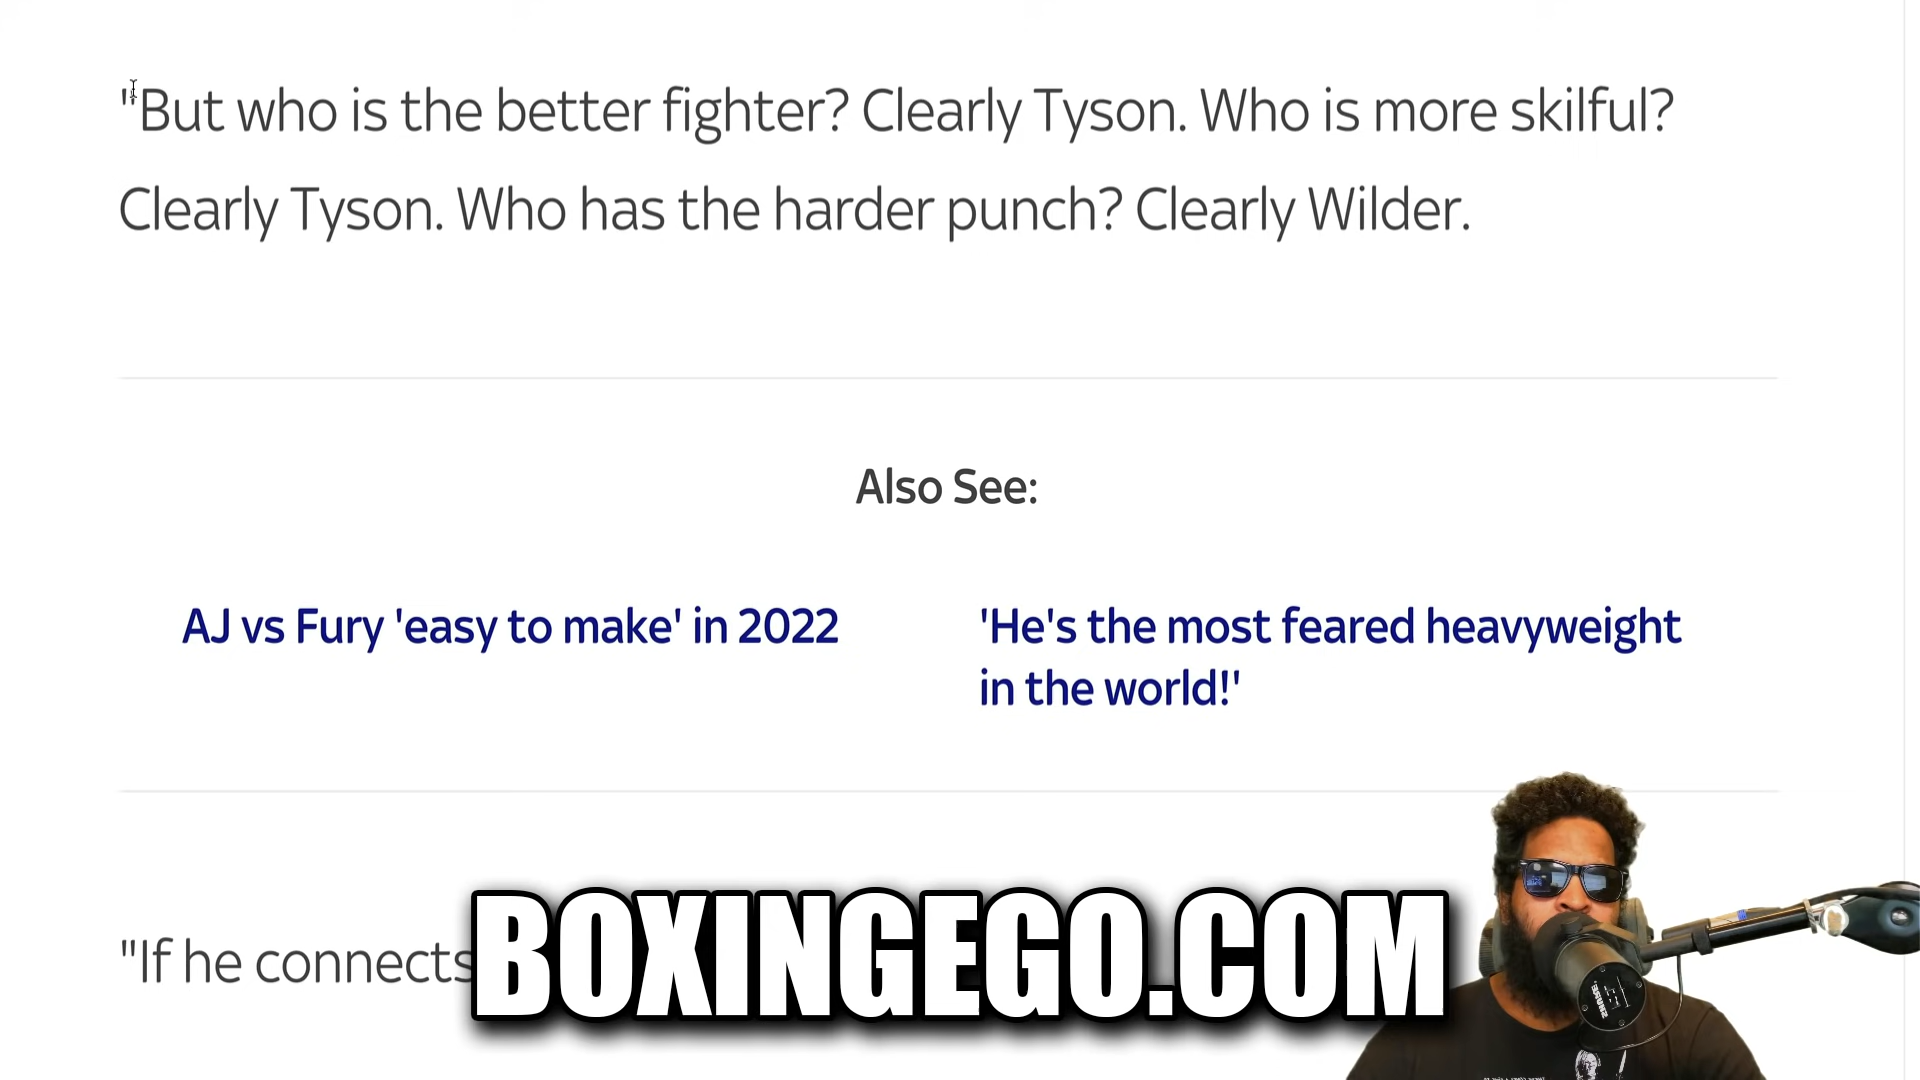 "But who is the better fighter? Clearly Tyson. Who is more skilful?
Clearly Tyson. Who has the harder punch? Clearly Wilder.
Also See:
AJ vs Fury 'easy to make' in 2022
'He's the most feared heavyweight
in the world!'
"If he connects
BOXINGEGO.COM
SHURE